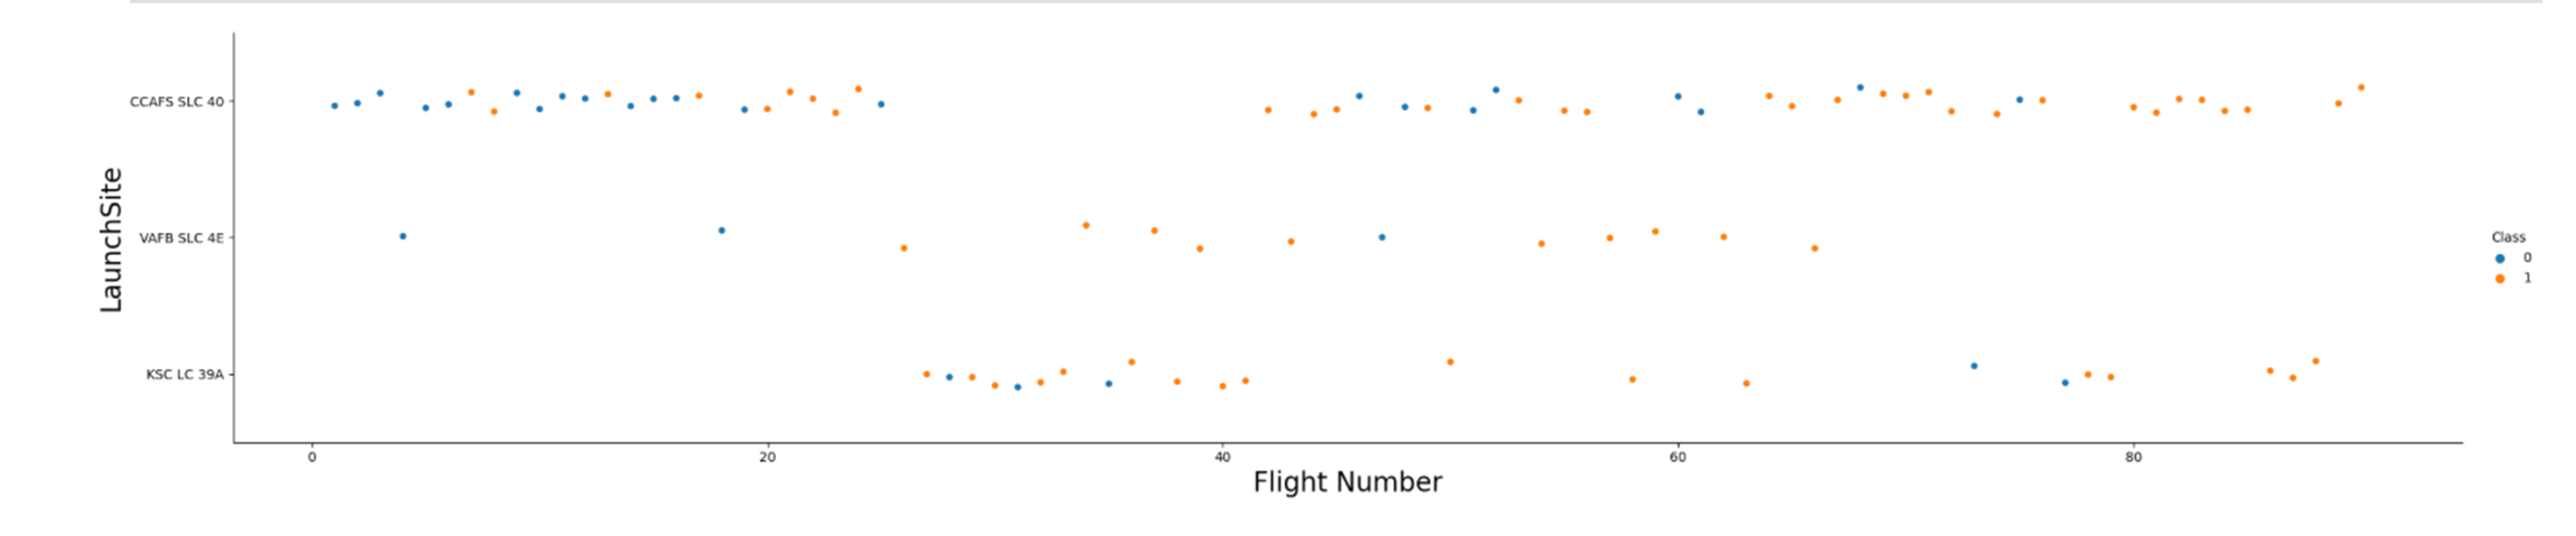 CCAFS SLC 40
VAFB SLC 4E
KSC LC 39A
LaunchSite
0 20 40 60 80
Flight Number
Class
0
1